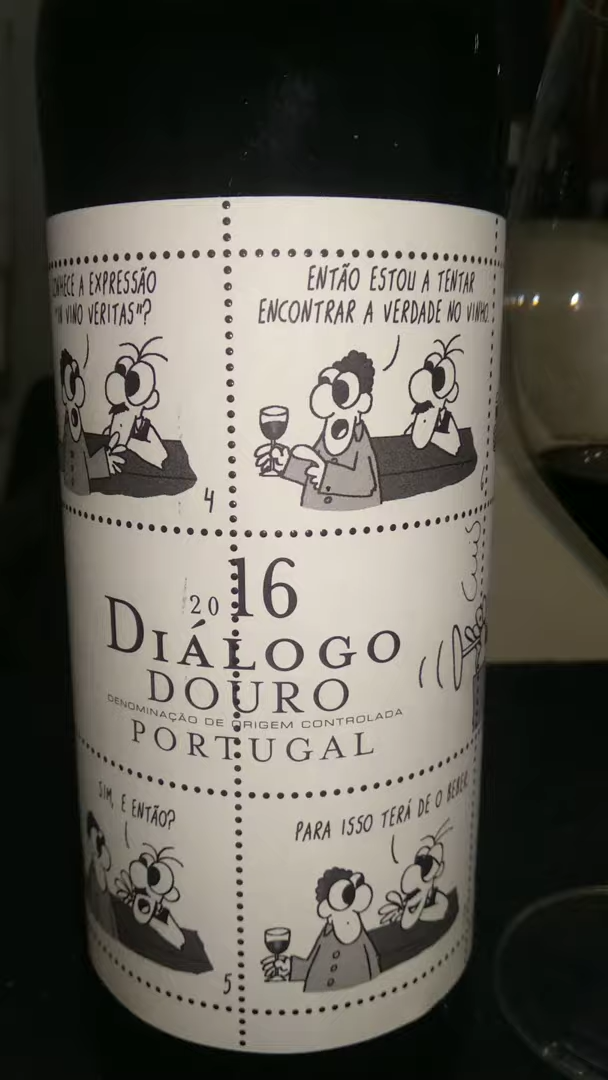 CONHECE A EXPRESSÃO
"IN VINO VERITAS"?
ENTÃO ESTOU A TENTAR
ENCONTRAR A VERDADE NO VINHO.
4
2016
DIÁLOGO
DOURO
DENOMINAÇÃO DE ORIGEM CONTROLADA
PORTUGAL
Luis
SIM, E ENTÃO?
PARA ISSO TERÁ DE O BEBER.
5